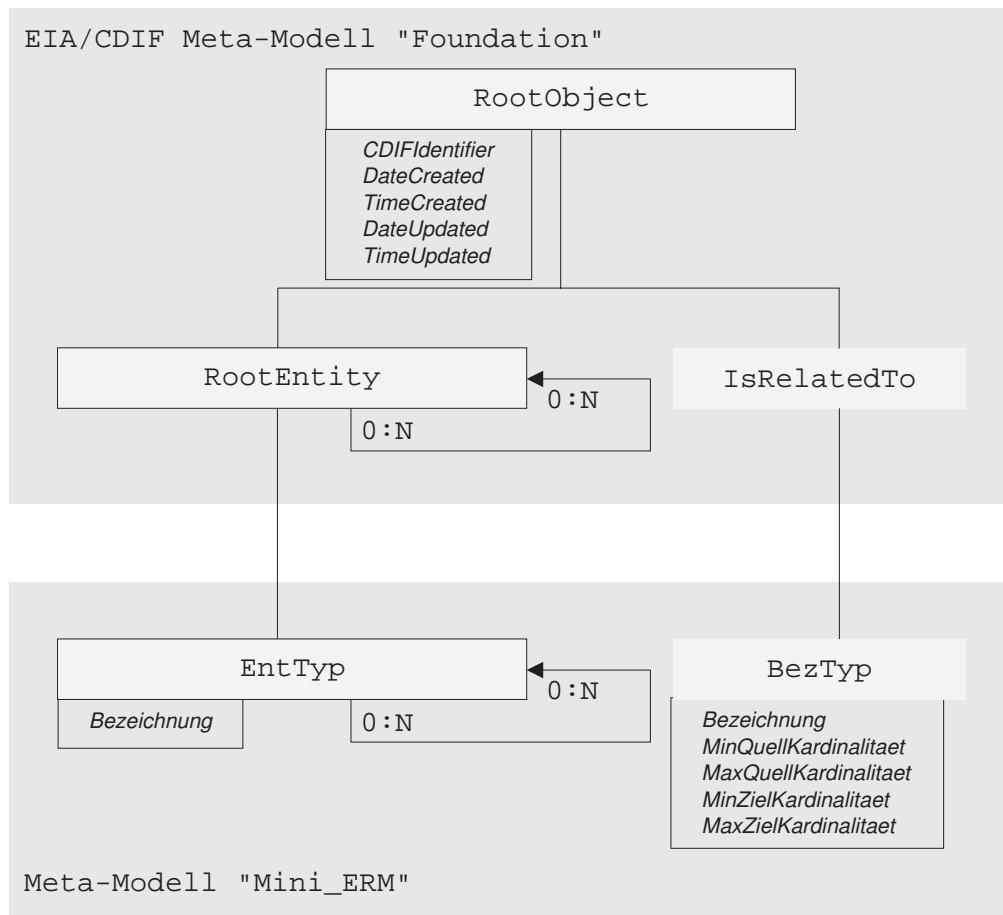 EIA/CDIF Meta-Modell "Foundation"
RootObject
CDIFIdentifier
DateCreated
TimeCreated
DateUpdated
TimeUpdated
RootEntity
0:N
0:N
IsRelatedTo
EntTyp
Bezeichnung
0:N
0:N
BezTyp
Bezeichnung
MinQuellKardinalitaet
MaxQuellKardinalitaet
MinZielKardinalitaet
MaxZielKardinalitaet
Meta-Modell "Mini_ERM"